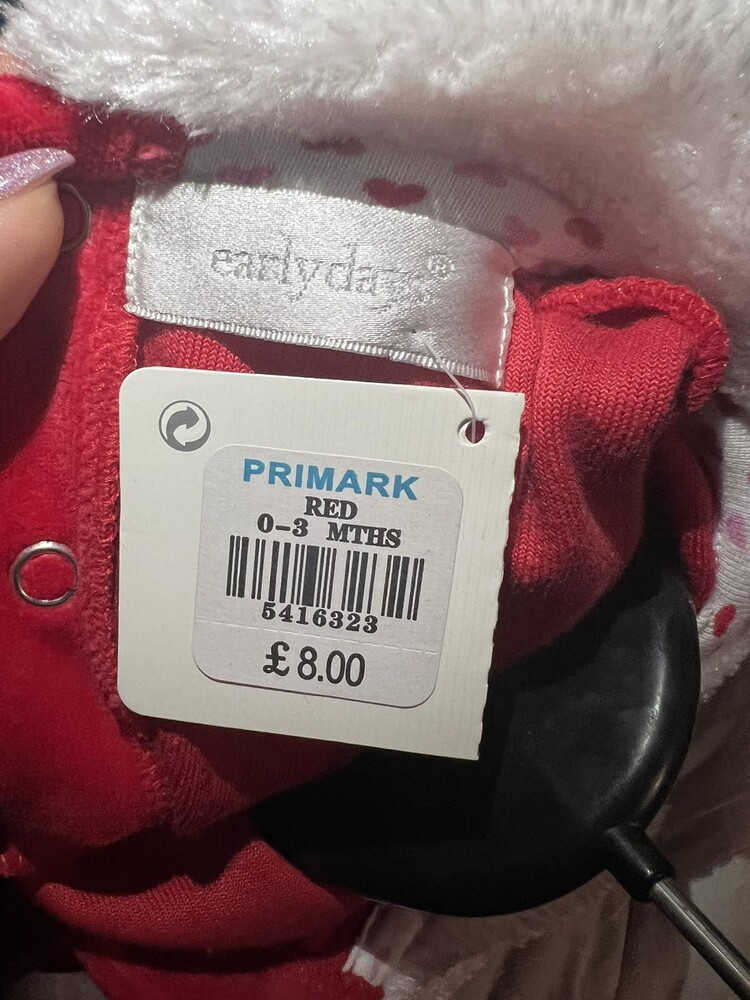 early days®
PRIMARK
RED
0-3 MTHS
5416323
£8.00